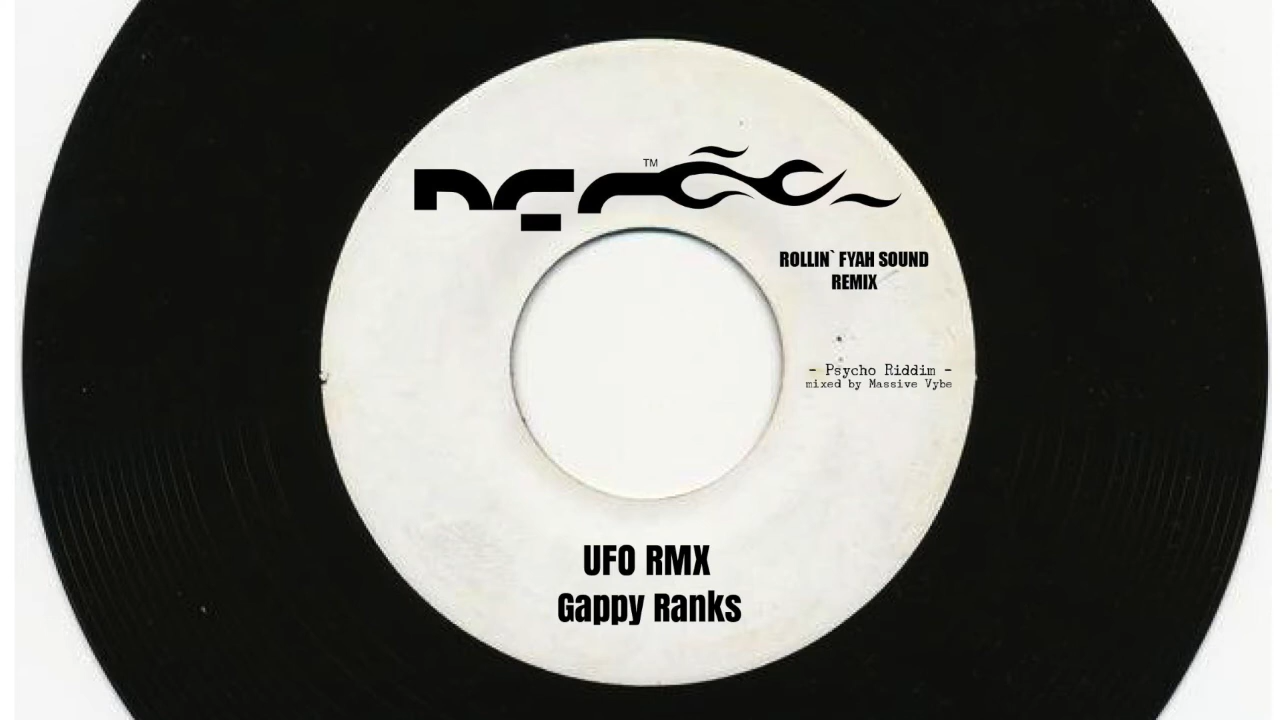 TM
ROLLIN` FYAH SOUND
REMIX
- Psycho Riddim -
mixed by Massive Vybe
UFO RMX
Gappy Ranks